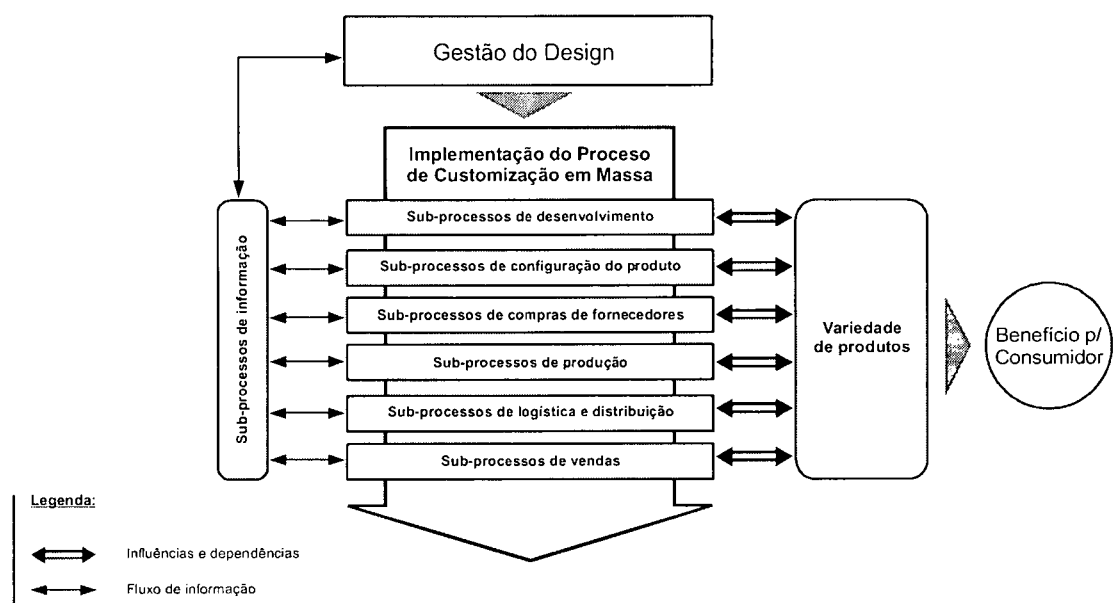 Gestão do Design
Implementação do Proceso
de Customização em Massa
Sub-processos de informação
Sub-processos de desenvolvimento
Sub-processos de configuração do produto
Sub-processos de compras de fornecedores
Sub-processos de produção
Sub-processos de logística e distribuição
Sub-processos de vendas
Variedade
de produtos
Benefício p/
Consumidor
Legenda:
Influências e dependências
Fluxo de informação